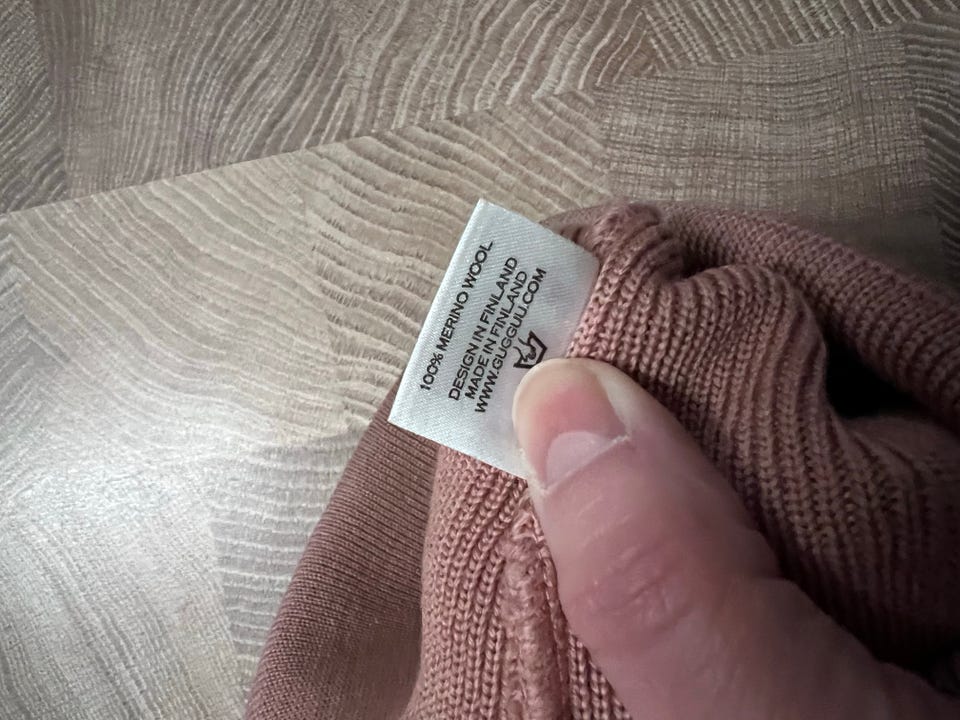 100% MERINO WOOL
DESIGN IN FINLAND
MADE IN FINLAND
WWW.GUGGUU.COM